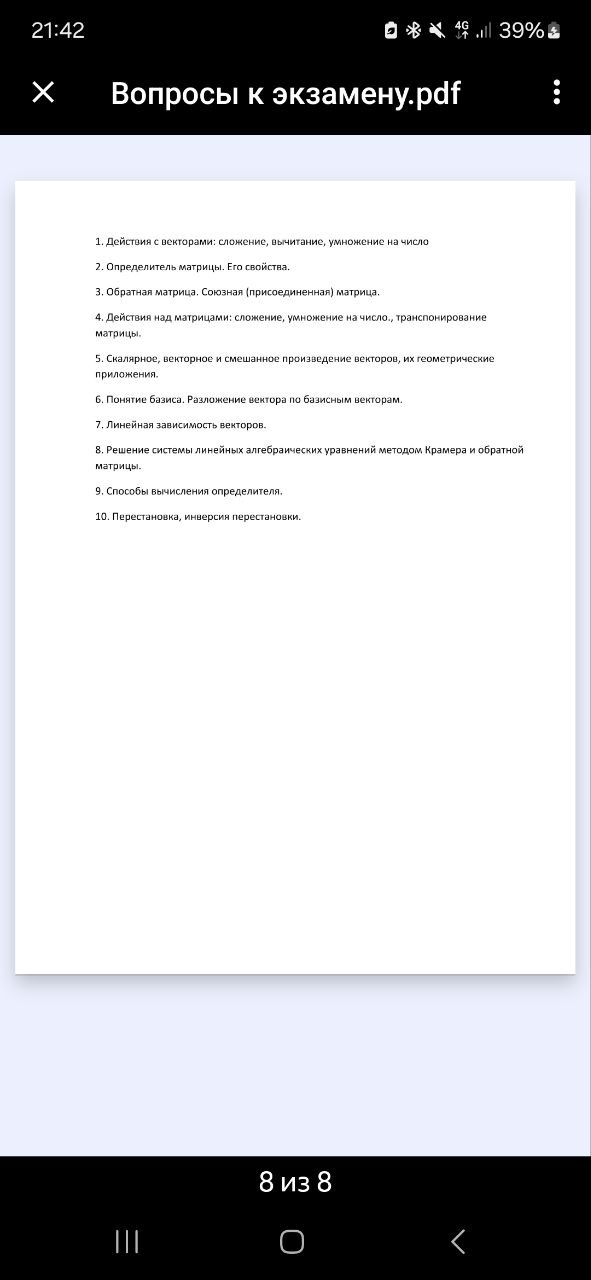 21:42
4G
39%
Вопросы к экзамену.pdf
1. Действия с векторами: сложение, вычитание, умножение на число
2. Определитель матрицы. Его свойства.
3. Обратная матрица. Союзная (присоединенная) матрица.
4. Действия над матрицами: сложение, умножение на число., транспонирование
матрицы.
5. Скалярное, векторное и смешанное произведение векторов, их геометрические
приложения.
6. Понятие базиса. Разложение вектора по базисным векторам.
7. Линейная зависимость векторов.
8. Решение системы линейных алгебраических уравнений методом Крамера и обратной
матрицы.
9. Способы вычисления определителя.
10. Перестановка, инверсия перестановки.
8 из 8